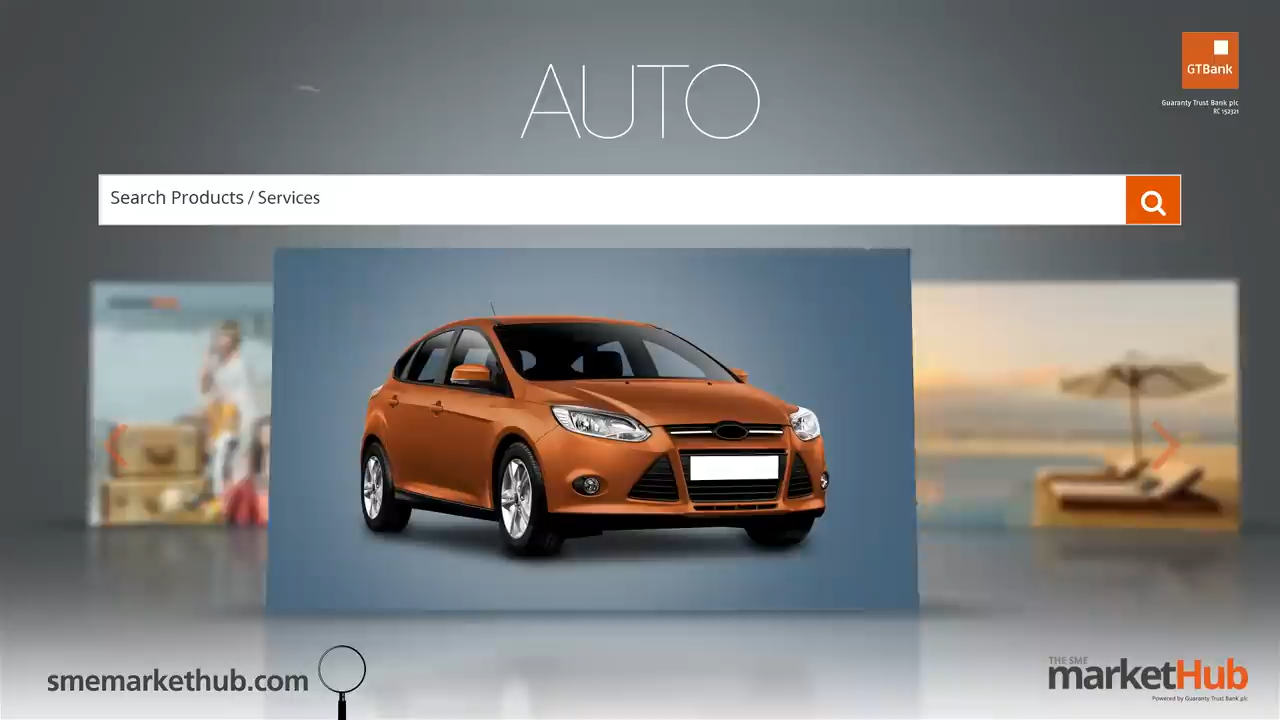 AUTO
GTBank
Guaranty Trust Bank plc
RC 152321
Search Products / Services
smemarkethub.com
THE SME
marketHub
Powered by Guaranty Trust Bank plc